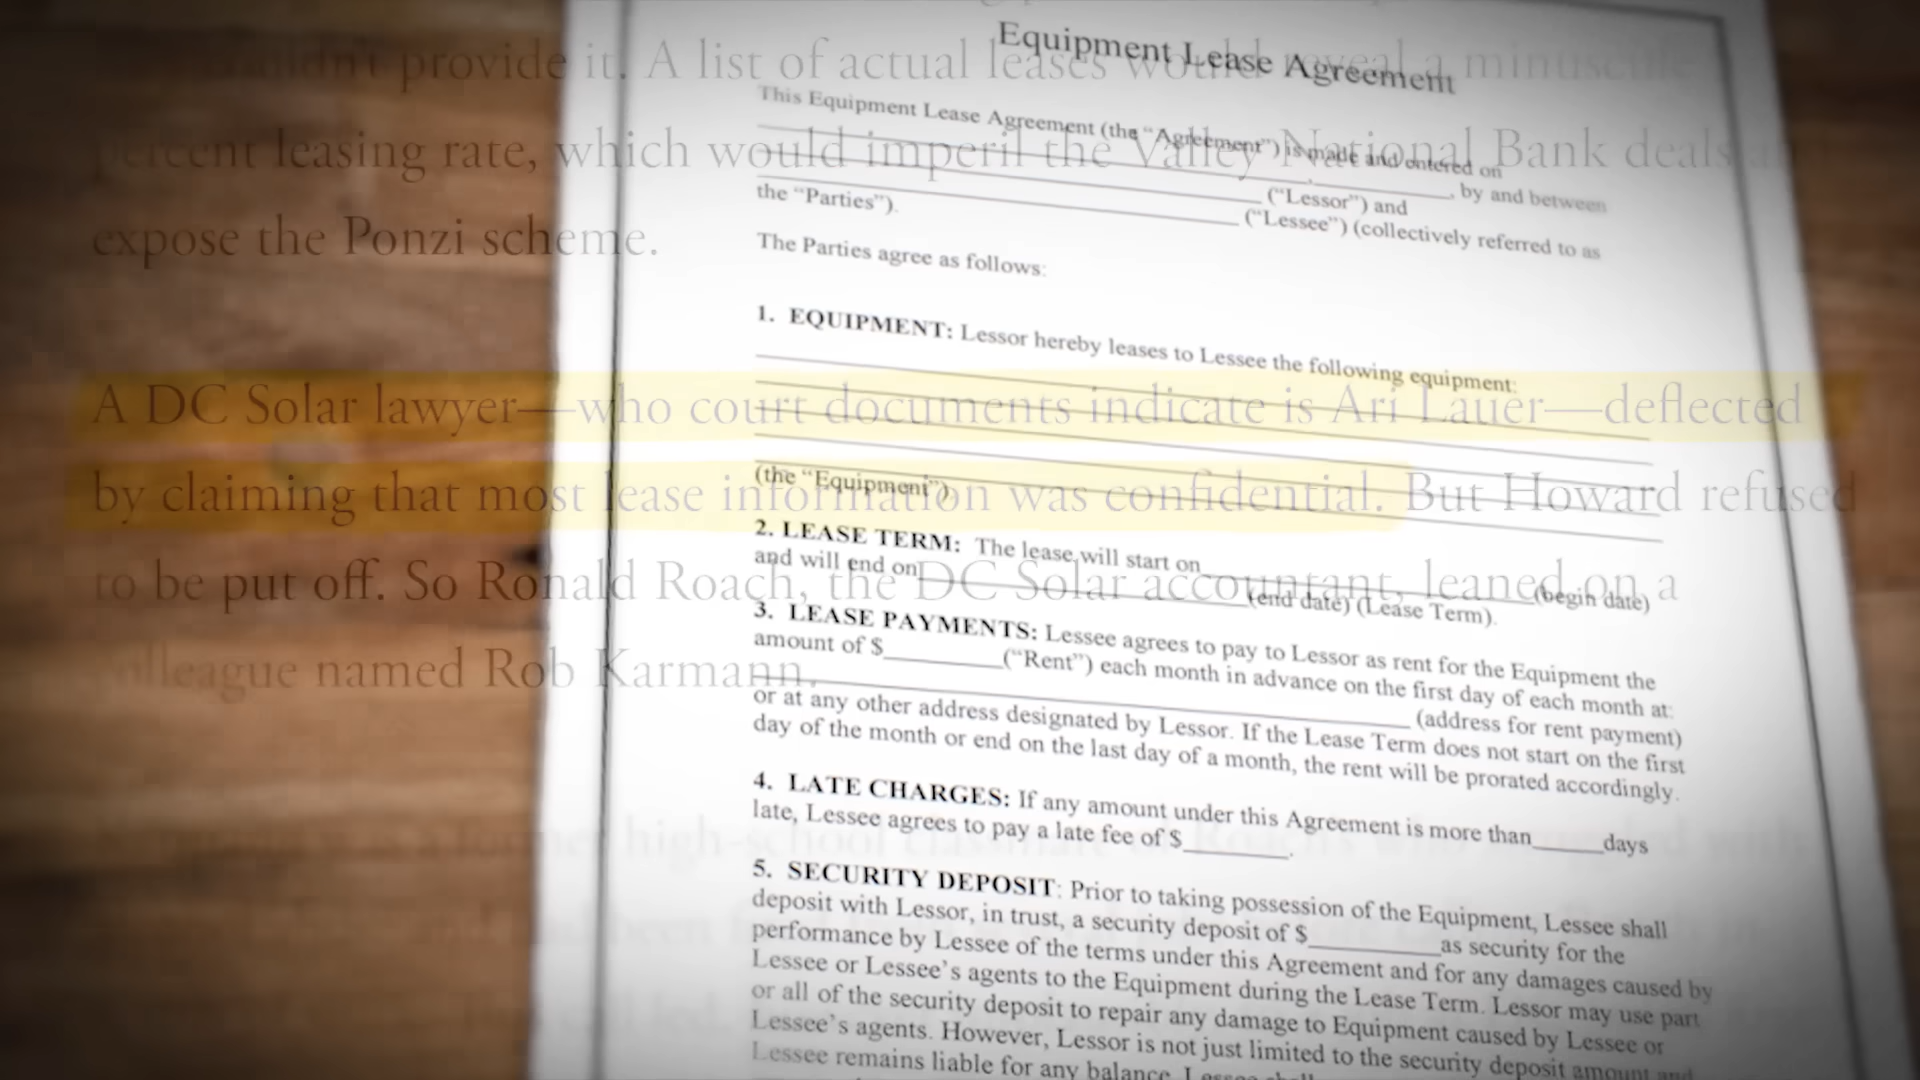 provide it. A list of actual leases would reveal a
percent leasing rate, which would imperil the Valley National Bank deals
expose the Ponzi scheme.
A DC Solar lawyer—who court documents indicate is Ari Lauer—deflected
by claiming that most lease information was confidential. But Howard refused
to be put off. So Ronald Roach, the DC Solar accountant, leaned on a
colleague named Rob Karmann.
high-school
Equipment Lease Agreement
This Equipment Lease Agreement (the “Agreement”) is made and entered on
, by and between
(“Lessor”) and
(“Lessee”) (collectively referred to as
the “Parties”).
The Parties agree as follows:
1. EQUIPMENT: Lessor hereby leases to Lessee the following equipment:
(the “Equipment”).
2. LEASE TERM: The lease will start on (begin date)
and will end on (end date) (Lease Term).
3. LEASE PAYMENTS: Lessee agrees to pay to Lessor as rent for the Equipment the
amount of $ (“Rent”) each month in advance on the first day of each month at:
(address for rent payment)
or at any other address designated by Lessor. If the Lease Term does not start on the first
day of the month or end on the last day of a month, the rent will be prorated accordingly.
4. LATE CHARGES: If any amount under this Agreement is more than days
late, Lessee agrees to pay a late fee of $ .
5. SECURITY DEPOSIT: Prior to taking possession of the Equipment, Lessee shall
deposit with Lessor, in trust, a security deposit of $ as security for the
performance by Lessee of the terms under this Agreement and for any damages caused by
Lessee or Lessee’s agents to the Equipment during the Lease Term. Lessor may use part
or all of the security deposit to repair any damage to Equipment caused by Lessee or
Lessee’s agents. However, Lessor is not just limited to the security deposit amount and
Lessee remains liable for any balance. Lessee shall